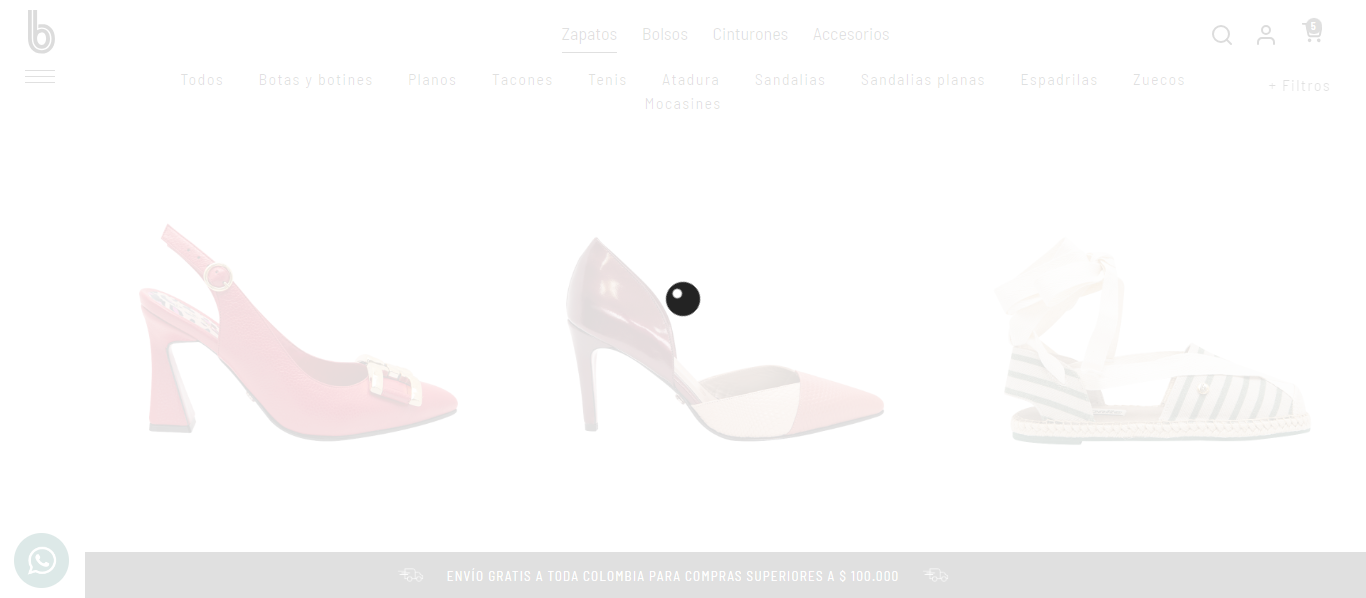 b
Zapatos Bolsos Cinturones Accesorios
5
Todos Botas y botines Planos Tacones Tenis Atadura Sandalias Sandalias planas Espadrilas Zuecos
Mocasines
+ Filtros
ENVÍO GRATIS A TODA COLOMBIA PARA COMPRAS SUPERIORES A $ 100.000